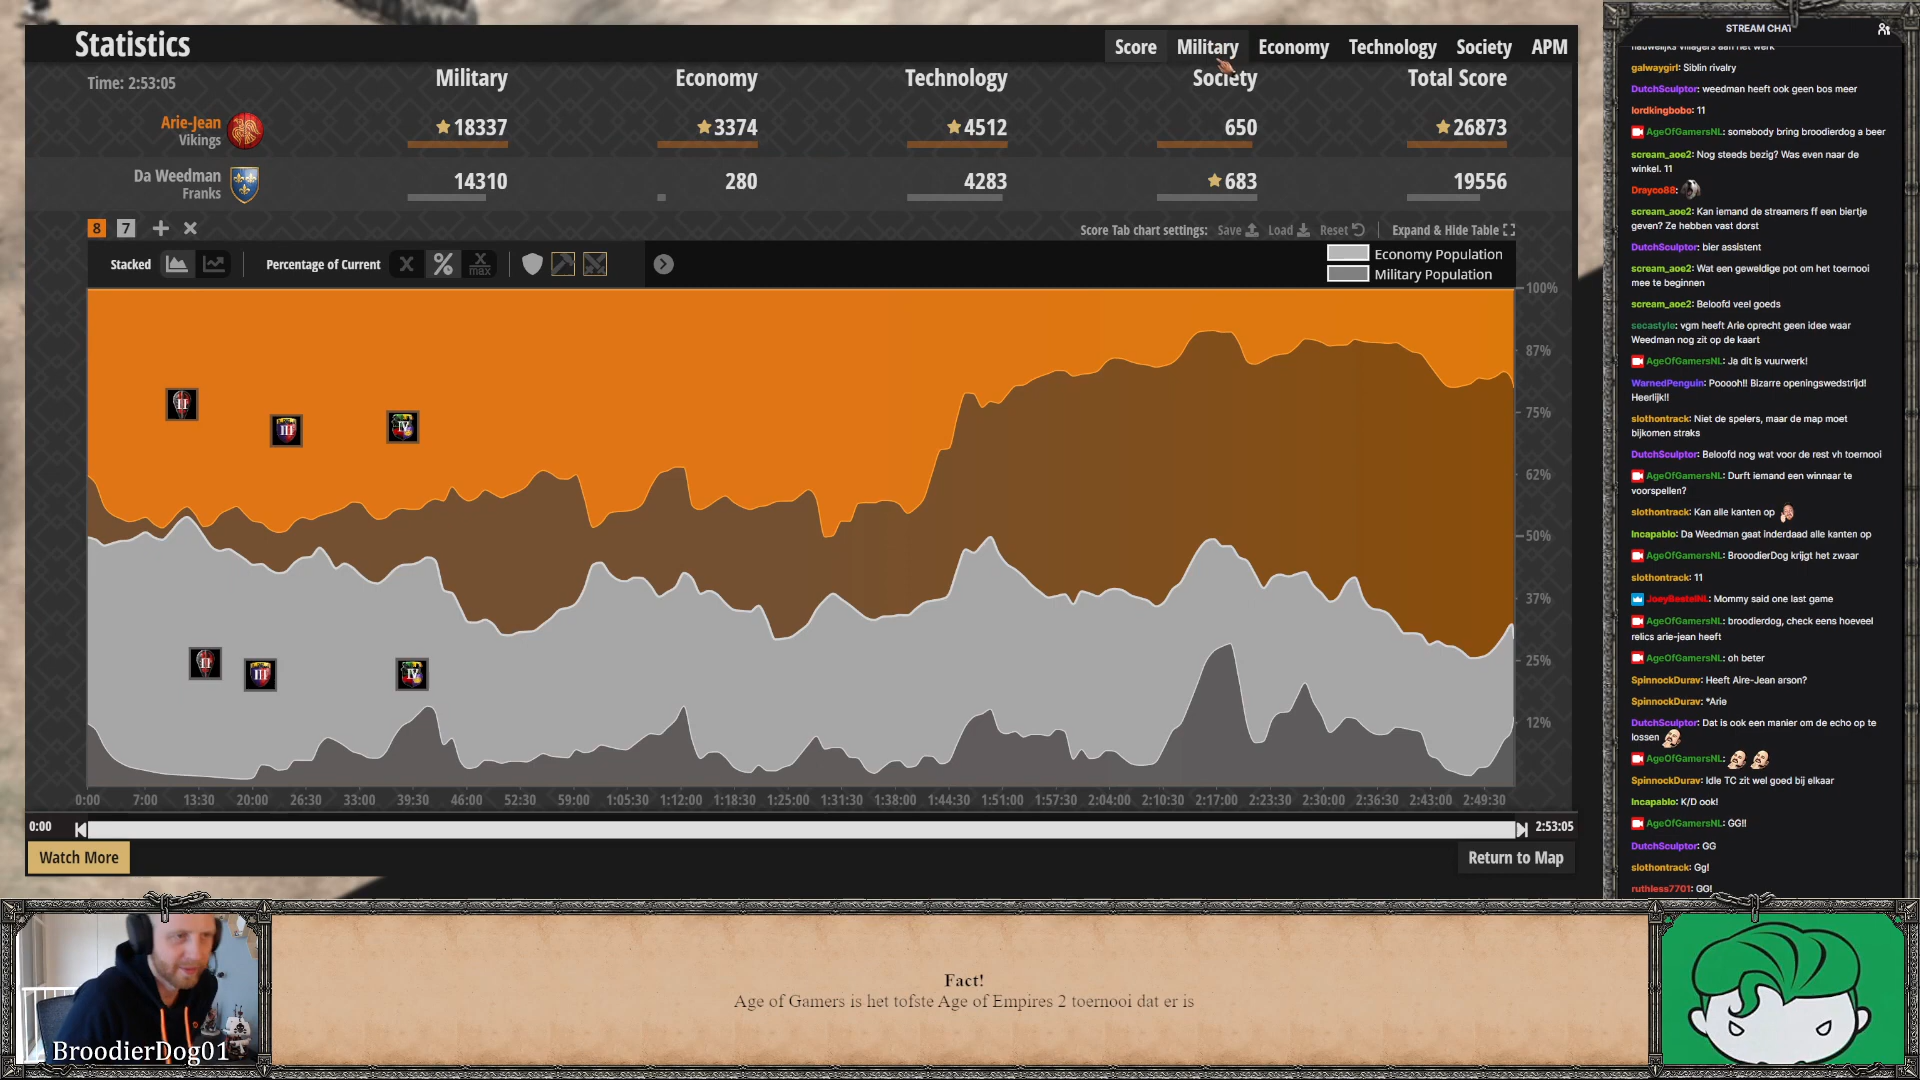 Statistics
Score Military Economy Technology Society APM
Time: 2:53:05
Military Economy Technology Society Total Score
Arie-Jean
Vikings
18337 3374 4512 650 26873
Da Weedman
Franks
14310 280 4283 683 19556
8 7
Score Tab chart settings: Save Load Reset Expand & Hide Table
Stacked Percentage of Current X % X max
Economy Population
Military Population
100%
87%
75%
62%
50%
37%
25%
12%
II III IV
II III IV
0:00 7:00 13:30 20:00 26:30 33:00 39:30 46:00 52:30 59:00 1:05:30 1:12:00 1:18:30 1:25:00 1:31:30 1:38:00 1:44:30 1:51:00 1:57:30 2:04:00 2:10:30 2:17:00 2:23:30 2:30:00 2:36:30 2:43:00 2:49:30
0:00 2:53:05
Watch More
Return to Map
STREAM CHAT
nauwelijks villagers aan het werk
galwaygirl: Siblin rivalry
DutchSculptor: weedman heeft ook geen bos meer
lordkingbobo: 11
AgeOfGamersNL: somebody bring broodierdog a beer
scream_aoe2: Nog steeds bezig? Was even naar de
winkel. 11
Drayco88:
scream_aoe2: Kan iemand de streamers ff een biertje
geven? Ze hebben vast dorst
DutchSculptor: bier assistent
scream_aoe2: Wat een geweldige pot om het toernooi
mee te beginnen
scream_aoe2: Beloofd veel goeds
secastyle: vgm heeft Arie oprecht geen idee waar
Weedman nog zit op de kaart
AgeOfGamersNL: Ja dit is vuurwerk!
WarnedPenguin: Pooooh!! Bizarre openingswedstrijd!
Heerlijk!!
slothontrack: Niet de spelers, maar de map moet
bijkomen straks
DutchSculptor: Beloofd nog wat voor de rest vh toernooi
AgeOfGamersNL: Durft iemand een winnaar te
voorspellen?
slothontrack: Kan alle kanten op
Incapablo: Da Weedman gaat inderdaad alle kanten op
AgeOfGamersNL: BrooodierDog krijgt het zwaar
slothontrack: 11
JoeyBestelNL: Mommy said one last game
AgeOfGamersNL: broodierdog, check eens hoeveel
relics arie-jean heeft
AgeOfGamersNL: oh beter
SpinnockDurav: Heeft AIre-Jean arson?
SpinnockDurav: *Arie
DutchSculptor: Dat is ook een manier om de echo op te
lossen
AgeOfGamersNL:
SpinnockDurav: Idle TC zit wel goed bij elkaar
Incapablo: K/D ook!
AgeOfGamersNL: GG!!
DutchSculptor: GG
slothontrack: Gg!
ruthless7701: GG!
BroodierDog01
Fact!
Age of Gamers is het tofste Age of Empires 2 toernooi dat er is